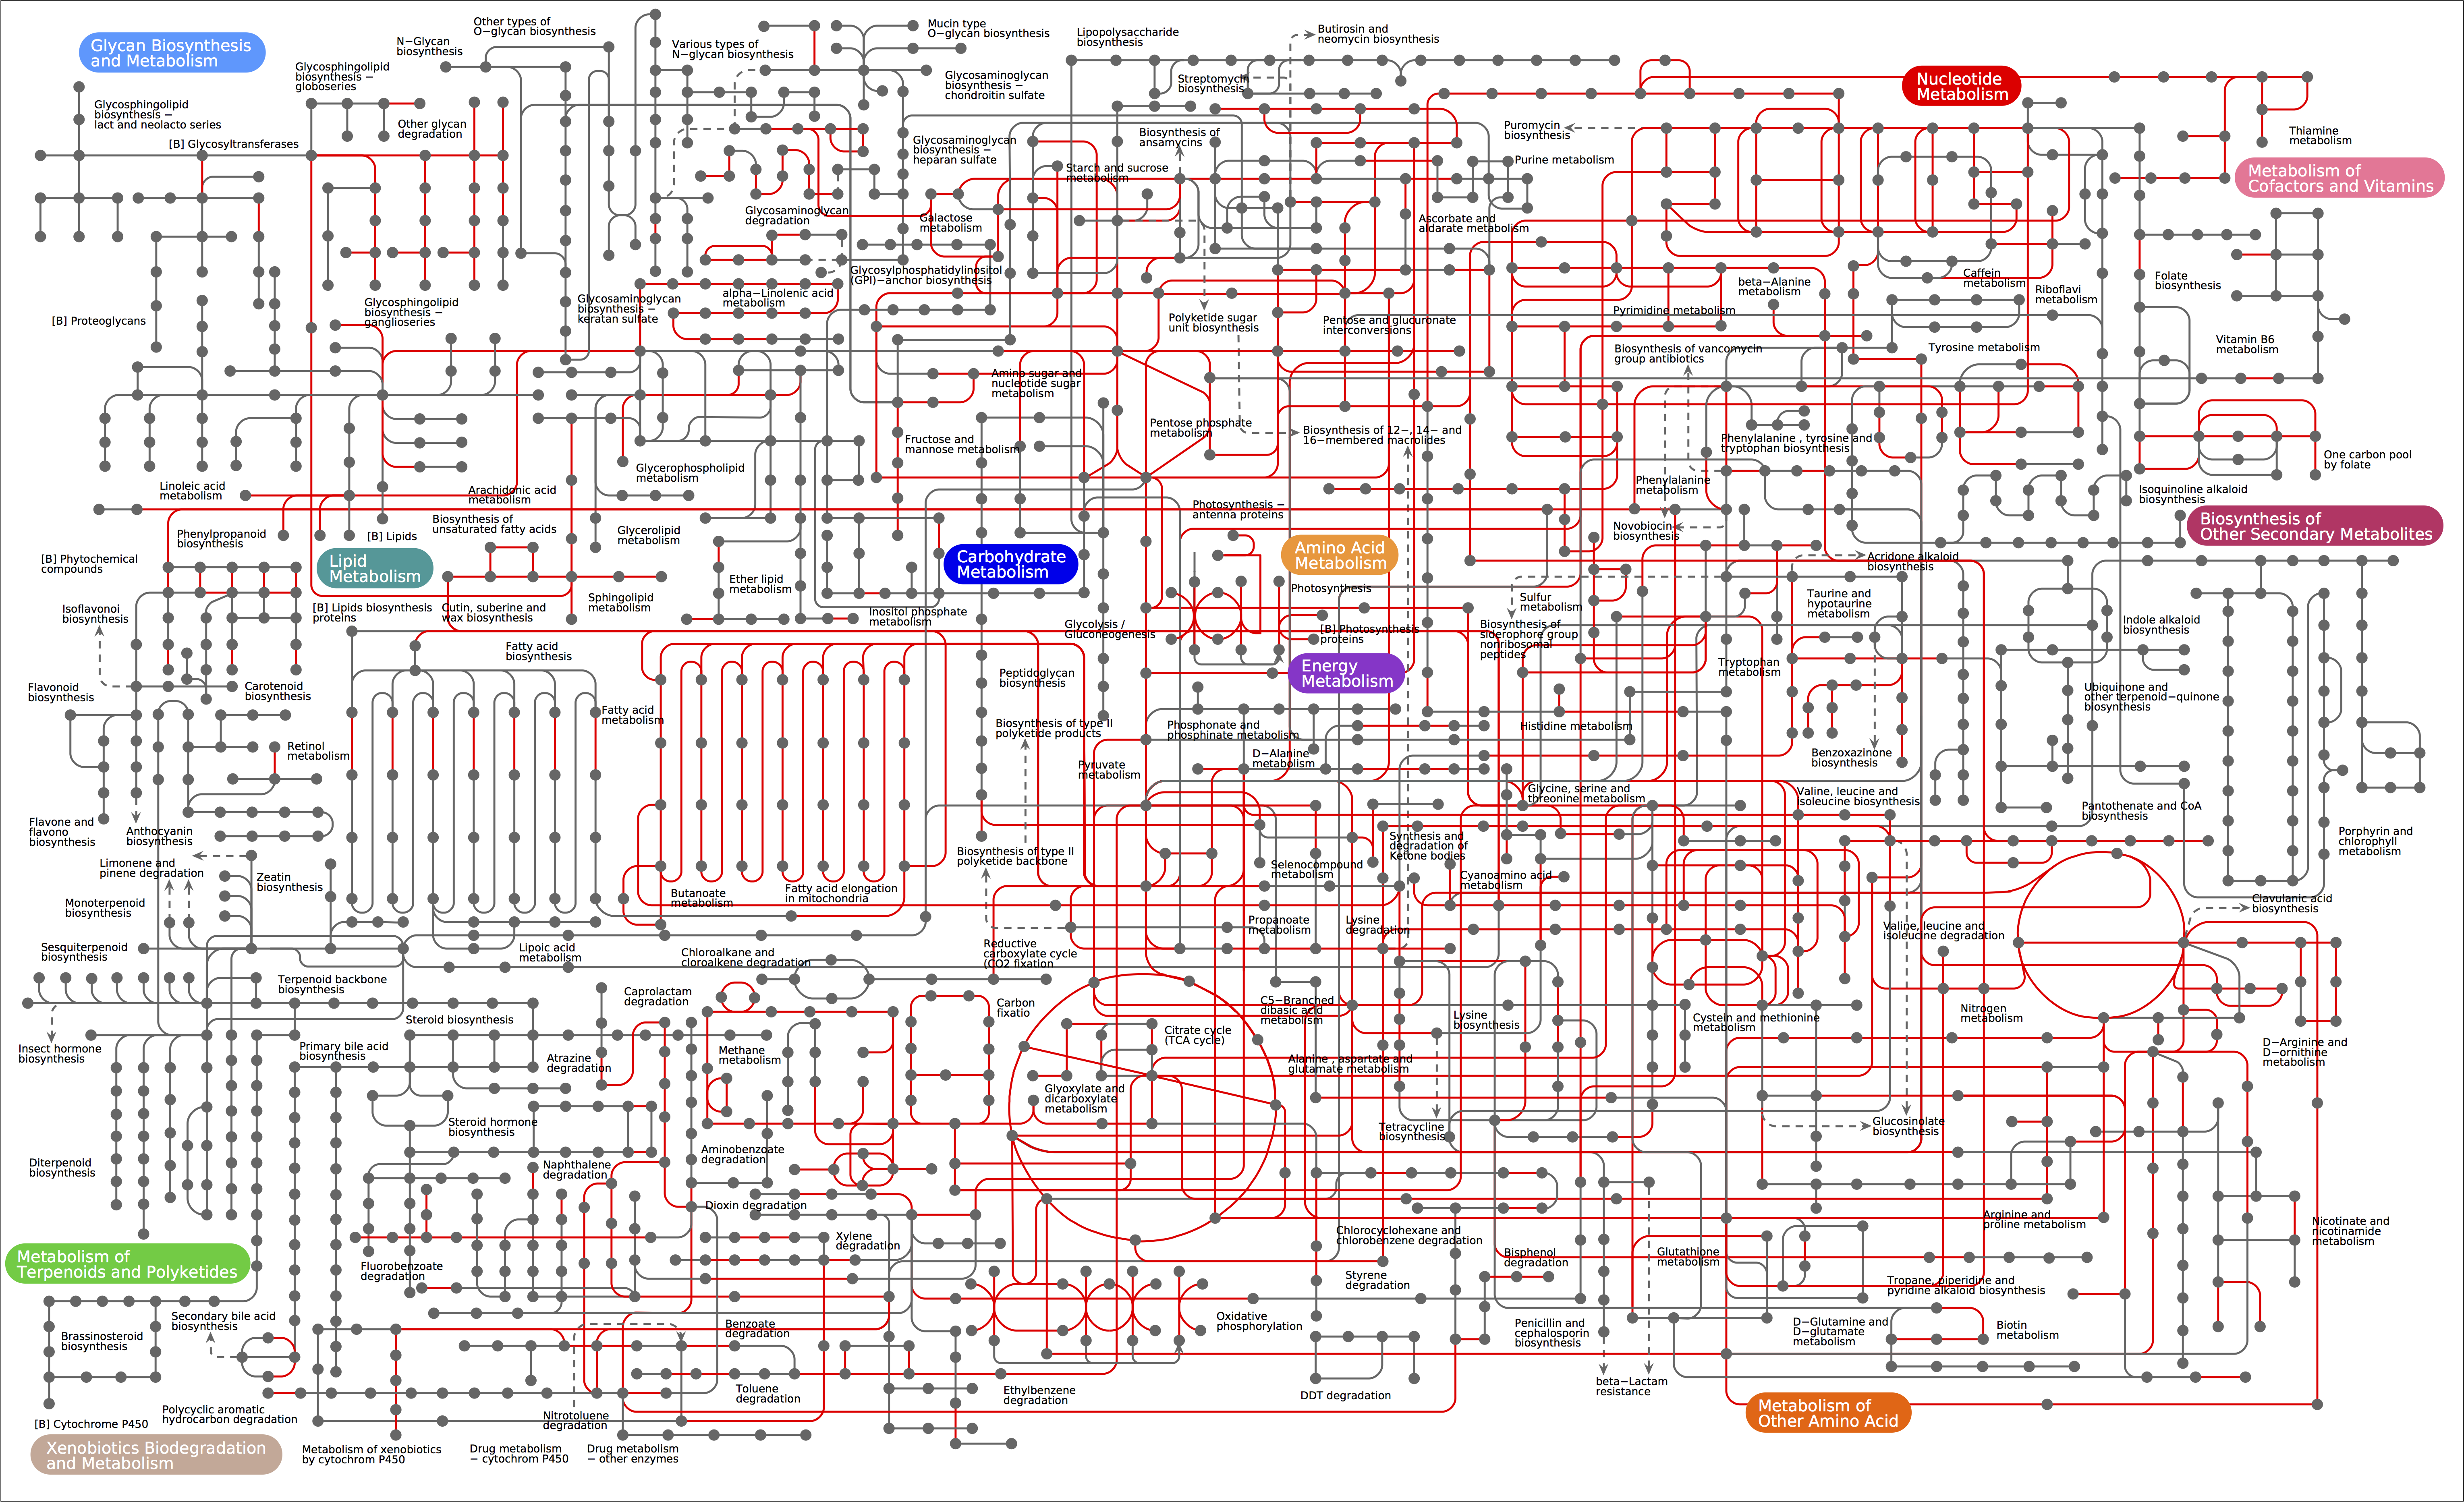 Glycan Biosynthesis
and Metabolism
N−Glycan
biosynthesis
Other types of
O−glycan biosynthesis
Various types of
N−glycan biosynthesis
Mucin type
O−glycan biosynthesis
Lipopolysaccharide
biosynthesis
Butirosin and
neomycin biosynthesis
Glycosphingolipid
biosynthesis −
globoseries
Glycosaminoglycan
biosynthesis −
chondroitin sulfate
Streptomycin
biosynthesis
Nucleotide
Metabolism
Glycosphingolipid
biosynthesis −
lact and neolacto series
Other glycan
degradation
[B] Glycosyltransferases
Glycosaminoglycan
biosynthesis −
heparan sulfate
Biosynthesis of
ansamycins
Puromycin
biosynthesis
Purine metabolism
Thiamine
metabolism
Starch and sucrose
metabolism
Metabolism of
Cofactors and Vitamins
Glycosaminoglycan
degradation
Galactose
metabolism
Ascorbate and
aldarate metabolism
Glycosylphosphatidylinositol
(GPI)−anchor biosynthesis
beta−Alanine
metabolism
Caffein
metabolism
Riboflavi
metabolism
Folate
biosynthesis
Glycosphingolipid
biosynthesis −
ganglioseries
Glycosaminoglycan
biosynthesis −
keratan sulfate
alpha−Linolenic acid
metabolism
[B] Proteoglycans
Polyketide sugar
unit biosynthesis
Pentose and glucuronate
interconversions
Pyrimidine metabolism
Biosynthesis of vancomycin
group antibiotics
Tyrosine metabolism
Vitamin B6
metabolism
Amino sugar and
nucleotide sugar
metabolism
Pentose phosphate
metabolism
Biosynthesis of 12−, 14− and
16−membered macrolides
Fructose and
mannose metabolism
Phenylalanine , tyrosine and
tryptophan biosynthesis
One carbon pool
by folate
Glycerophospholipid
metabolism
Linoleic acid
metabolism
Arachidonic acid
metabolism
Phenylalanine
metabolism
Isoquinoline alkaloid
biosynthesis
Photosynthesis −
antenna proteins
Biosynthesis of
unsaturated fatty acids
Glycerolipid
metabolism
Novobiocin
biosynthesis
Biosynthesis of
Other Secondary Metabolites
Phenylpropanoid
biosynthesis
[B] Lipids
Lipid
Metabolism
Carbohydrate
Metabolism
Amino Acid
Metabolism
Acridone alkaloid
biosynthesis
[B] Phytochemical
compounds
Ether lipid
metabolism
Photosynthesis
Sulfur
metabolism
Taurine and
hypotaurine
metabolism
Isoflavonoi
biosynthesis
[B] Lipids biosynthesis
proteins
Cutin, suberine and
wax biosynthesis
Sphingolipid
metabolism
Inositol phosphate
metabolism
Glycolysis /
Gluconeogenesis
[B] Photosynthesis
proteins
Biosynthesis of
siderophore group
nonribosomal
peptides
Indole alkaloid
biosynthesis
Fatty acid
biosynthesis
Energy
Metabolism
Tryptophan
metabolism
Flavonoid
biosynthesis
Carotenoid
biosynthesis
Peptidoglycan
biosynthesis
Ubiquinone and
other terpenoid−quinone
biosynthesis
Fatty acid
metabolism
Biosynthesis of type II
polyketide products
Phosphonate and
phosphinate metabolism
Histidine metabolism
Retinol
metabolism
D−Alanine
metabolism
Benzoxazinone
biosynthesis
Pyruvate
metabolism
Glycine, serine and
threonine metabolism
Valine, leucine and
isoleucine biosynthesis
Pantothenate and CoA
biosynthesis
Flavone and
flavono
biosynthesis
Anthocyanin
biosynthesis
Synthesis and
degradation of
Ketone bodies
Porphyrin and
chlorophyll
metabolism
Limonene and
pinene degradation
Biosynthesis of type II
polyketide backbone
Selenocompound
metabolism
Cyanoamino acid
metabolism
Zeatin
biosynthesis
Butanoate
metabolism
Fatty acid elongation
in mitochondria
Clavulanic acid
biosynthesis
Monoterpenoid
biosynthesis
Propanoate
metabolism
Lysine
degradation
Valine, leucine and
isoleucine degradation
Sesquiterpenoid
biosynthesis
Lipoic acid
metabolism
Chloroalkane and
cloroalkene degradation
Reductive
carboxylate cycle
(CO2 fixation
Terpenoid backbone
biosynthesis
Caprolactam
degradation
Carbon
fixatio
C5−Branched
dibasic acid
metabolism
Lysine
biosynthesis
Cystein and methionine
metabolism
Nitrogen
metabolism
Steroid biosynthesis
Citrate cycle
(TCA cycle)
Insect hormone
biosynthesis
Primary bile acid
biosynthesis
Atrazine
degradation
Methane
metabolism
Alanine , aspartate and
glutamate metabolism
D−Arginine and
D−ornithine
metabolism
Glyoxylate and
dicarboxylate
metabolism
Steroid hormone
biosynthesis
Tetracycline
biosynthesis
Glucosinolate
biosynthesis
Diterpenoid
biosynthesis
Naphthalene
degradation
Aminobenzoate
degradation
Dioxin degradation
Arginine and
proline metabolism
Nicotinate and
nicotinamide
metabolism
Metabolism of
Terpenoids and Polyketides
Xylene
degradation
Chlorocyclohexane and
chlorobenzene degradation
Bisphenol
degradation
Glutathione
metabolism
Fluorobenzoate
degradation
Styrene
degradation
Tropane, piperidine and
pyridine alkaloid biosynthesis
Secondary bile acid
biosynthesis
Oxidative
phosphorylation
Brassinosteroid
biosynthesis
Benzoate
degradation
Penicillin and
cephalosporin
biosynthesis
D−Glutamine and
D−glutamate
metabolism
Biotin
metabolism
Toluene
degradation
Ethylbenzene
degradation
DDT degradation
beta−Lactam
resistance
[B] Cytochrome P450
Polycyclic aromatic
hydrocarbon degradation
Nitrotoluene
degradation
Metabolism of
Other Amino Acid
Xenobiotics Biodegradation
and Metabolism
Metabolism of xenobiotics
by cytochrom P450
Drug metabolism
− cytochrom P450
Drug metabolism
− other enzymes